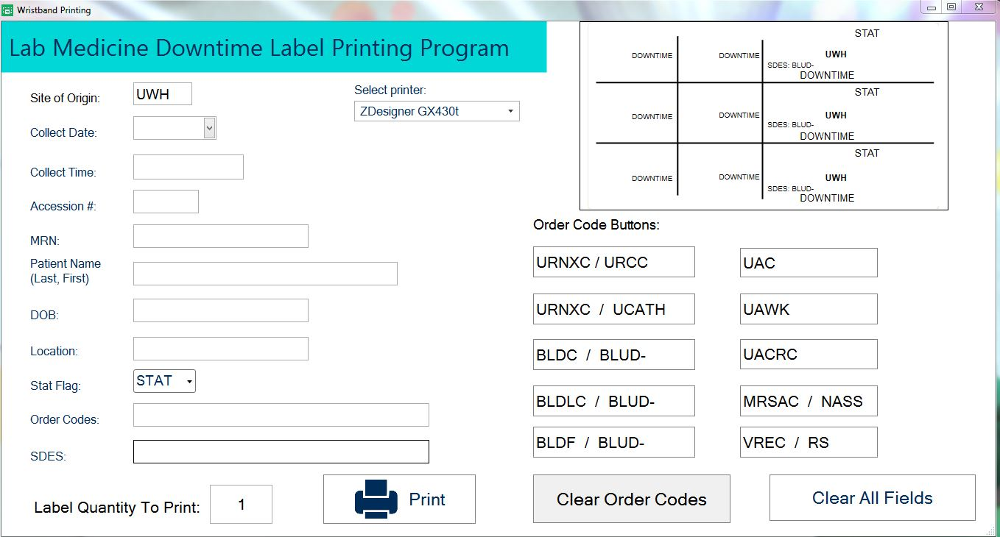 Wristband Printing
Lab Medicine Downtime Label Printing Program
Site of Origin: UWH
Select printer:
ZDesigner GX430t
Collect Date:
Collect Time:
Accession #:
MRN:
Patient Name
(Last, First)
DOB:
Location:
Stat Flag: STAT
Order Codes:
SDES:
Label Quantity To Print: 1
Print
STAT
DOWNTIME DOWNTIME UWH
SDES: BLUD-
DOWNTIME
STAT
DOWNTIME DOWNTIME UWH
SDES: BLUD-
DOWNTIME
STAT
DOWNTIME DOWNTIME UWH
SDES: BLUD-
DOWNTIME
Order Code Buttons:
URNXC / URCC UAC
URNXC / UCATH UAWK
BLDC / BLUD- UACRC
BLDLC / BLUD- MRSAC / NASS
BLDF / BLUD- VREC / RS
Clear Order Codes Clear All Fields